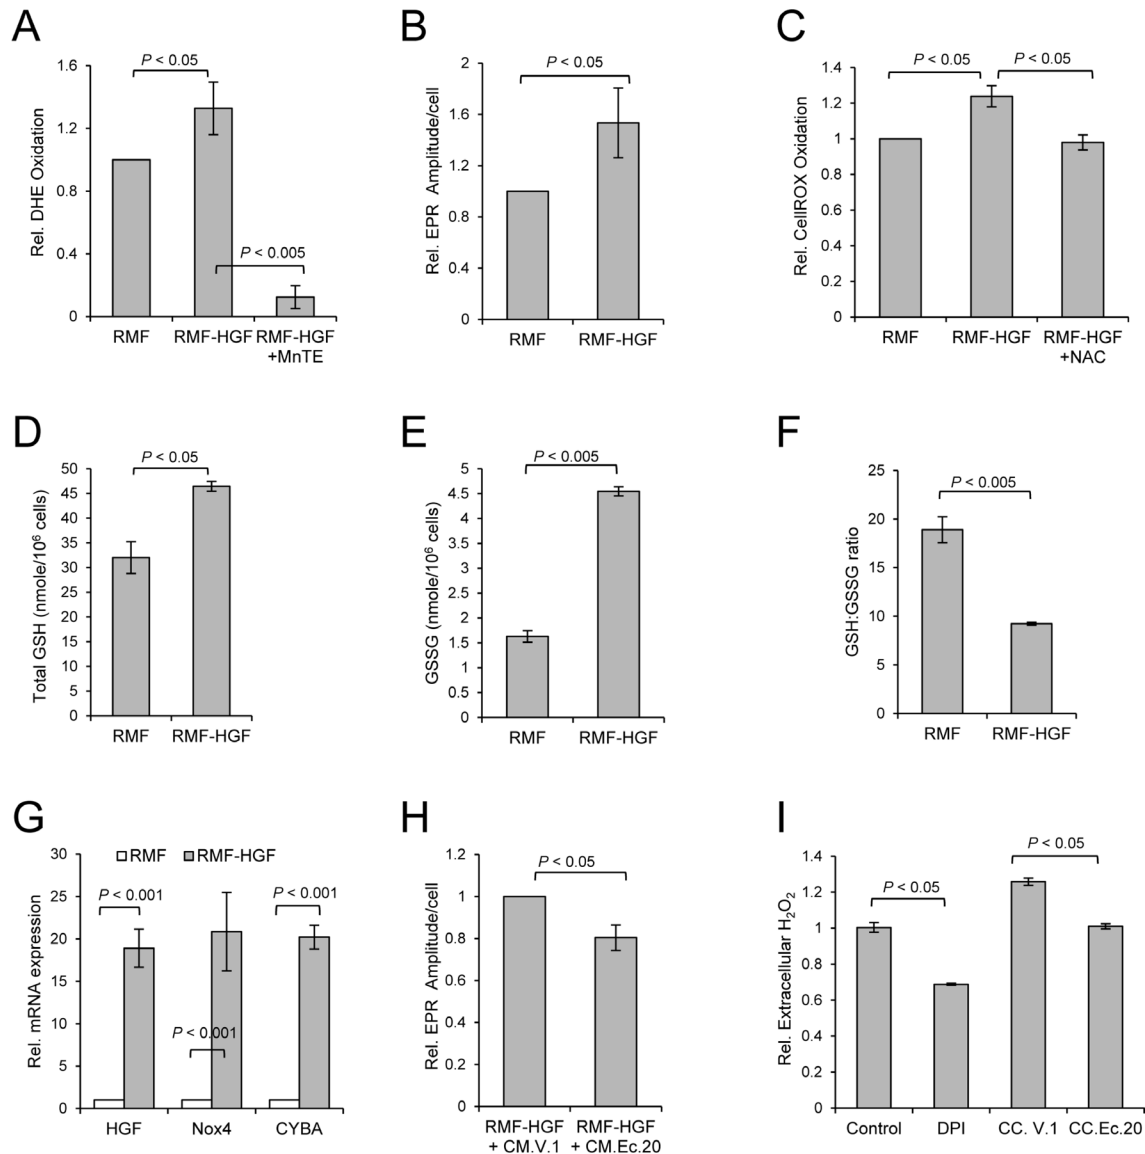 A
Rel. DHE Oxidation
1.6
1.2
0.8
0.4
0
P < 0.05
P < 0.005
RMF
RMF-HGF
RMF-HGF
+MnTE
B
Rel. EPR Amplitude/cell
2
1.6
1.2
0.8
0.4
0
P < 0.05
RMF
RMF-HGF
C
Rel. CellROX Oxidation
1.4
1.2
1
0.8
0.6
0.4
0.2
0
P < 0.05
P < 0.05
RMF
RMF-HGF
RMF-HGF
+NAC
D
Total GSH (nmole/10⁶ cells)
50
45
40
35
30
25
20
15
10
5
0
P < 0.05
RMF
RMF-HGF
E
GSSG (nmole/10⁶ cells)
5
4.5
4
3.5
3
2.5
2
1.5
1
0.5
0
P < 0.005
RMF
RMF-HGF
F
GSH:GSSG ratio
25
20
15
10
5
0
P < 0.005
RMF
RMF-HGF
G
RMF
RMF-HGF
Rel. mRNA expression
30
25
20
15
10
5
0
P < 0.001
P < 0.001
P < 0.001
HGF
Nox4
CYBA
H
Rel. EPR Amplitude/cell
1.2
1
0.8
0.6
0.4
0.2
0
P < 0.05
RMF-HGF
+ CM.V.1
RMF-HGF
+ CM.Ec.20
I
Rel. Extracellular H₂O₂
1.4
1.2
1
0.8
0.6
0.4
0.2
0
P < 0.05
P < 0.05
Control
DPI
CC. V.1
CC.Ec.20